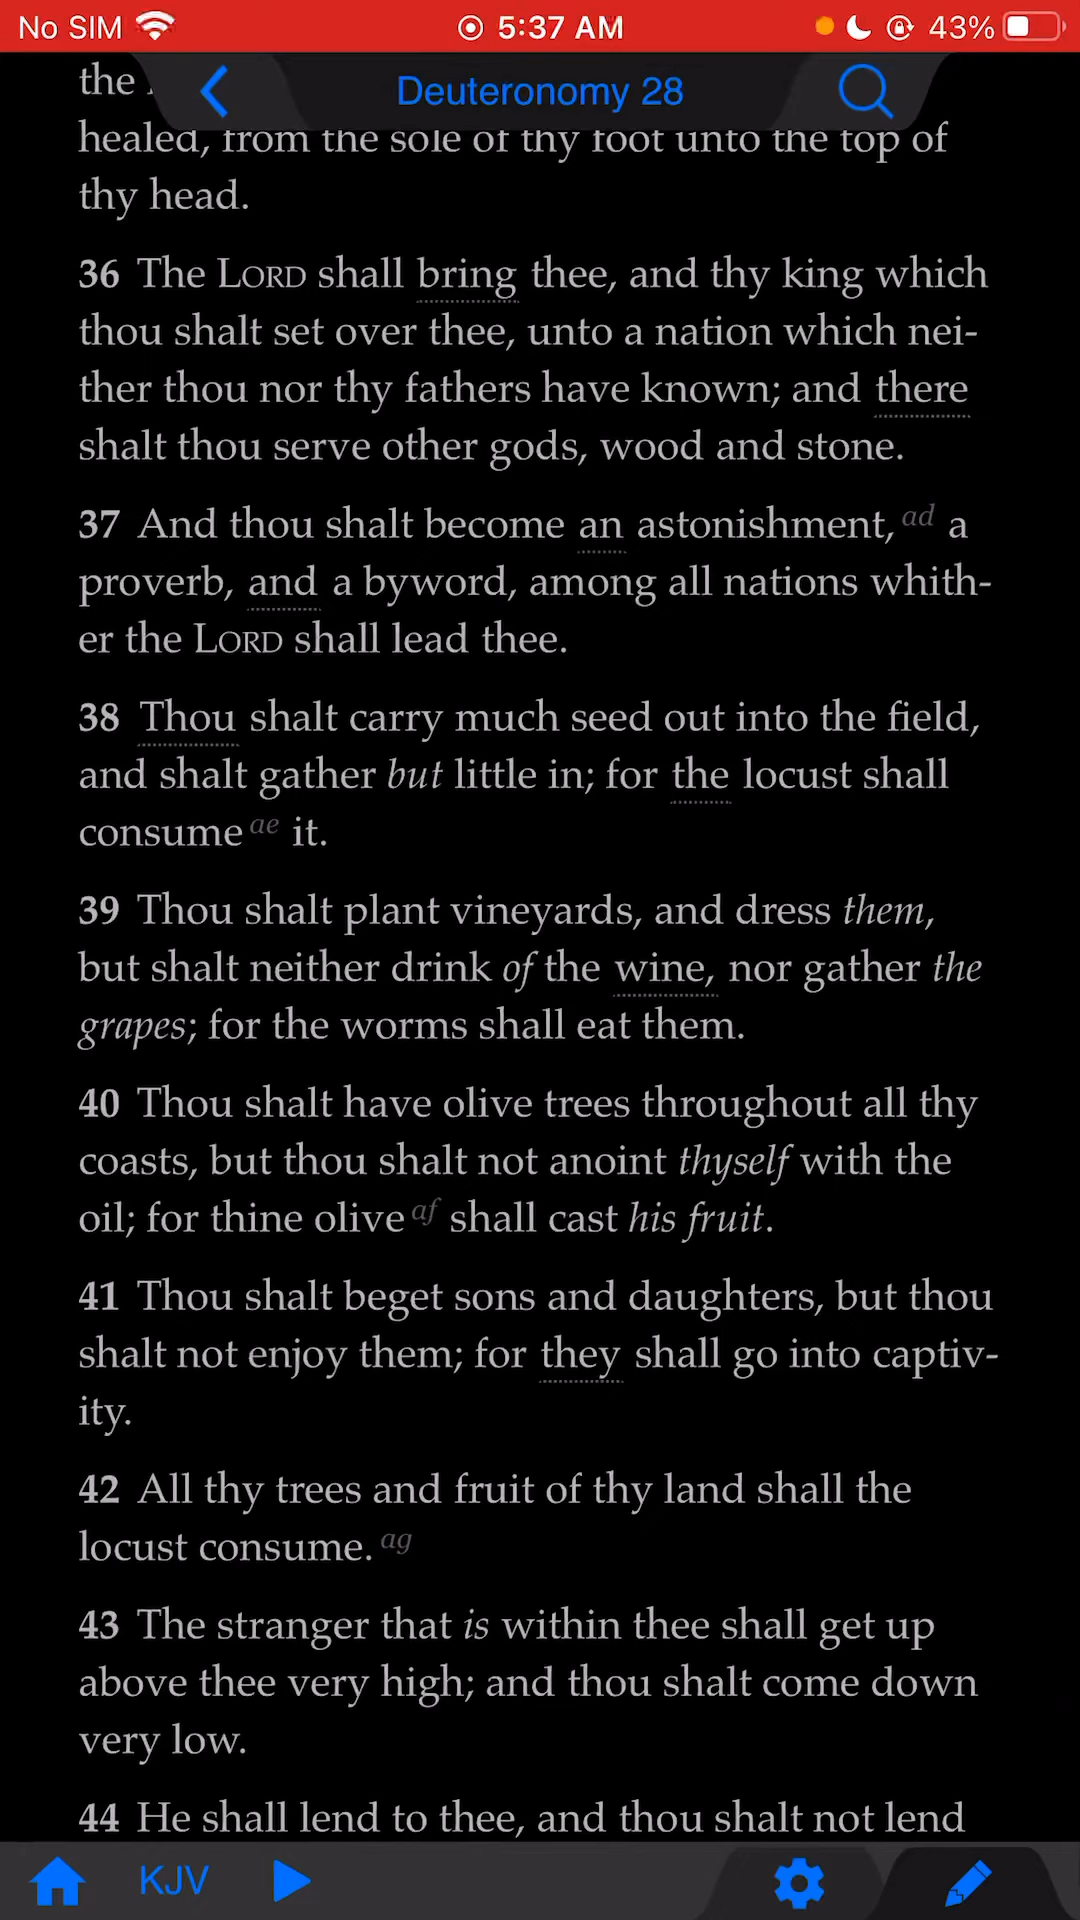 No SIM 5:37 AM 43%
Deuteronomy 28
the
healed, from the sole of thy foot unto the top of
thy head.
36 The LORD shall bring thee, and thy king which
thou shalt set over thee, unto a nation which nei-
ther thou nor thy fathers have known; and there
shalt thou serve other gods, wood and stone.
37 And thou shalt become an astonishment, ad a
proverb, and a byword, among all nations whith-
er the LORD shall lead thee.
38 Thou shalt carry much seed out into the field,
and shalt gather but little in; for the locust shall
consume ae it.
39 Thou shalt plant vineyards, and dress them,
but shalt neither drink of the wine, nor gather the
grapes; for the worms shall eat them.
40 Thou shalt have olive trees throughout all thy
coasts, but thou shalt not anoint thyself with the
oil; for thine olive af shall cast his fruit.
41 Thou shalt beget sons and daughters, but thou
shalt not enjoy them; for they shall go into captiv-
ity.
42 All thy trees and fruit of thy land shall the
locust consume. ag
43 The stranger that is within thee shall get up
above thee very high; and thou shalt come down
very low.
44 He shall lend to thee, and thou shalt not lend
KJV